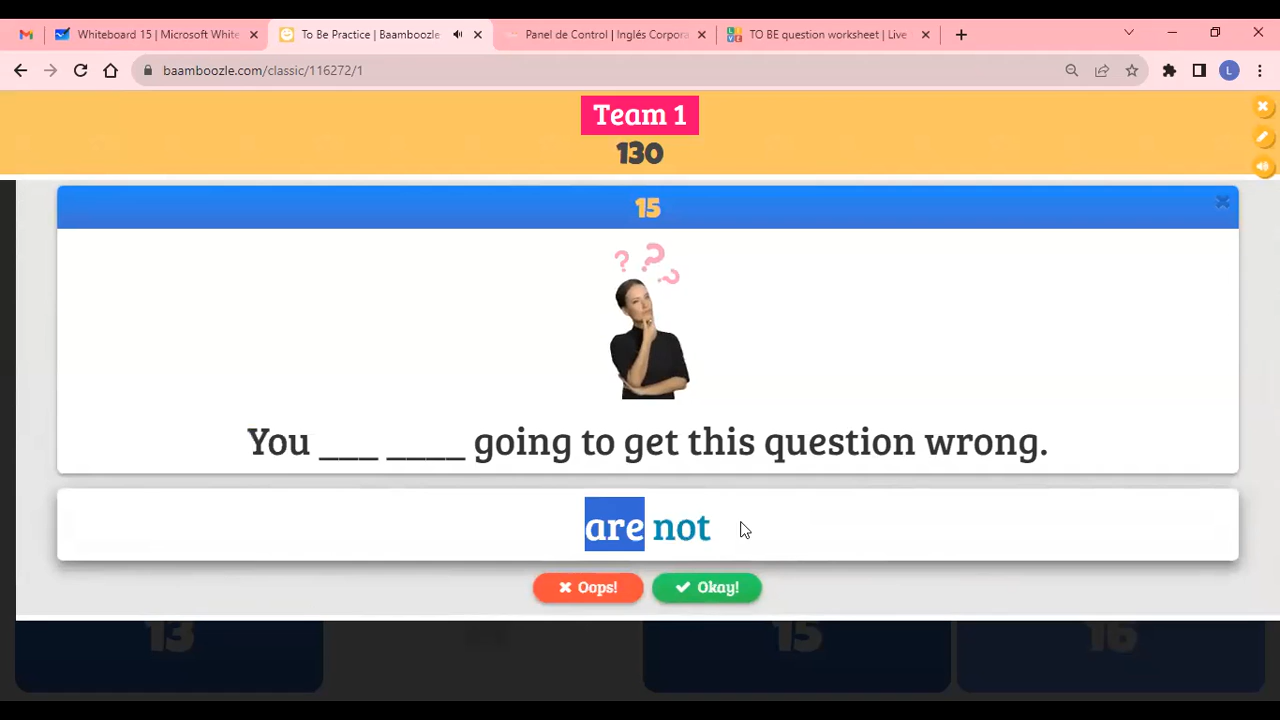 Whiteboard 15 | Microsoft White
To Be Practice | Baamboozle
Panel de Control | Inglés Corpora
TO BE question worksheet | Live
baamboozle.com/classic/116272/1
L
Team 1
130
15
? ? ?
You ___ ____ going to get this question wrong.
are not
Oops!
Okay!
13
15
16